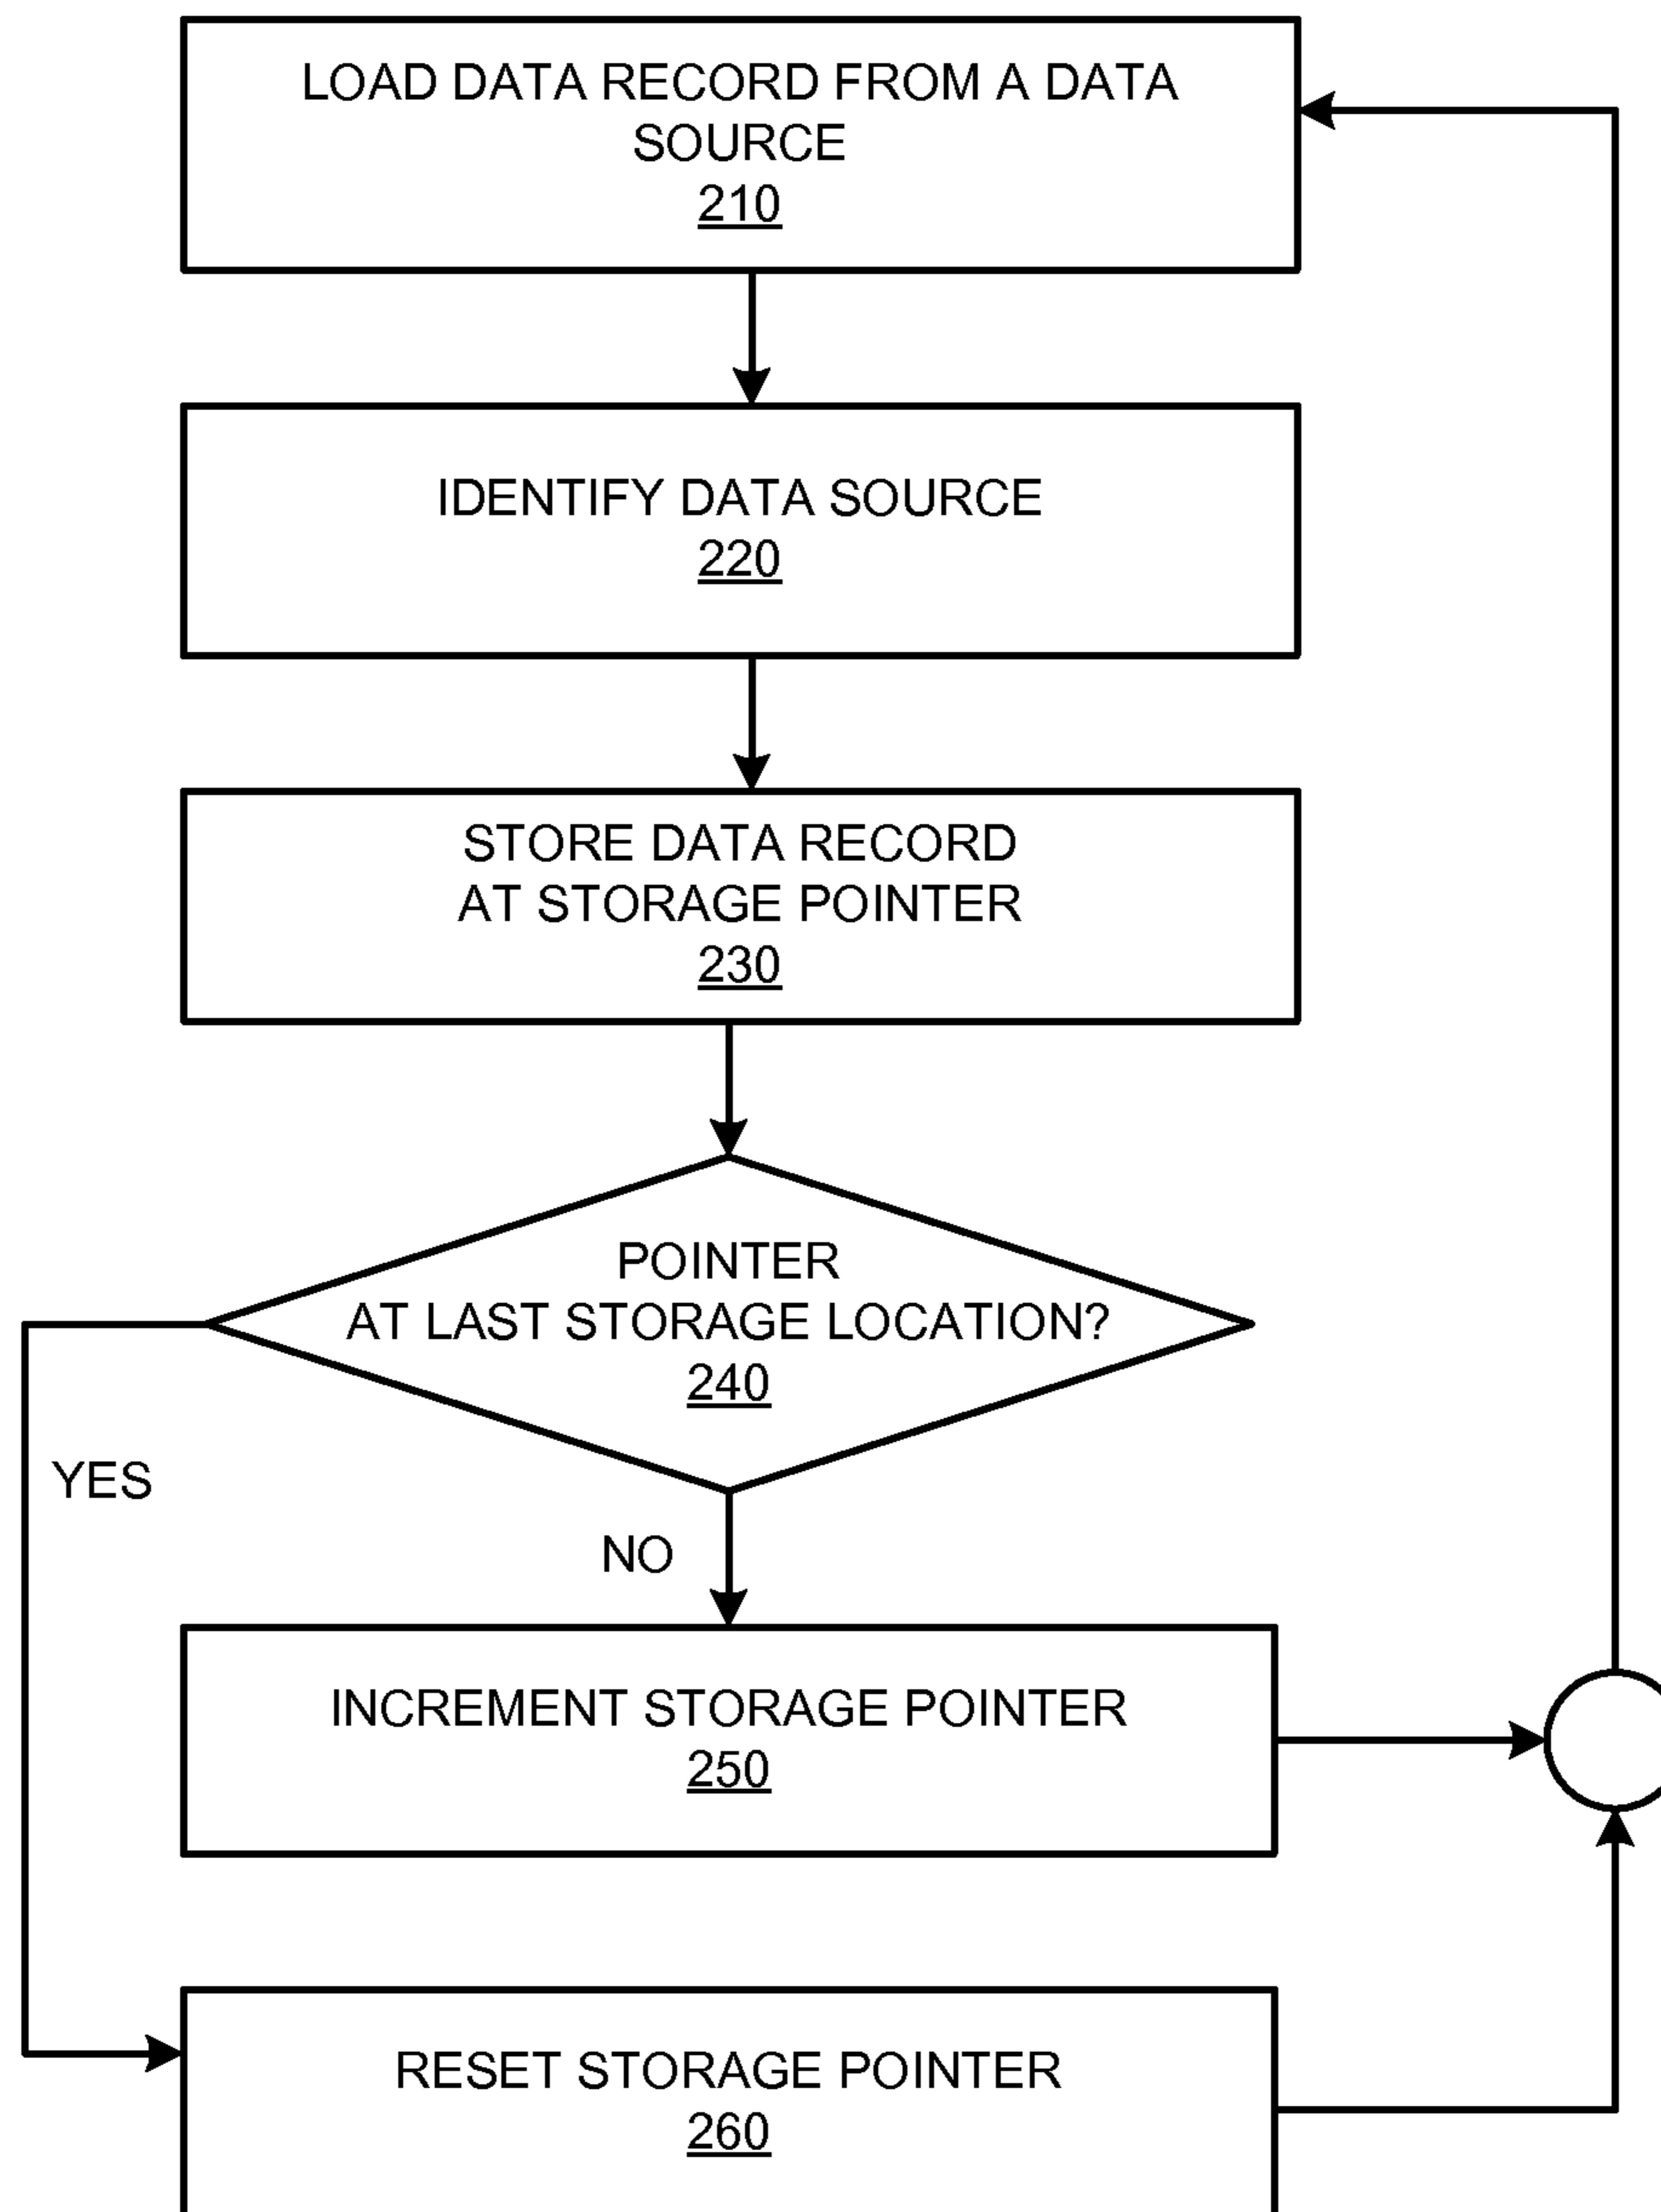 LOAD DATA RECORD FROM A DATA
SOURCE
210
IDENTIFY DATA SOURCE
220
STORE DATA RECORD
AT STORAGE POINTER
230
POINTER
AT LAST STORAGE LOCATION?
240
YES
NO
INCREMENT STORAGE POINTER
250
RESET STORAGE POINTER
260